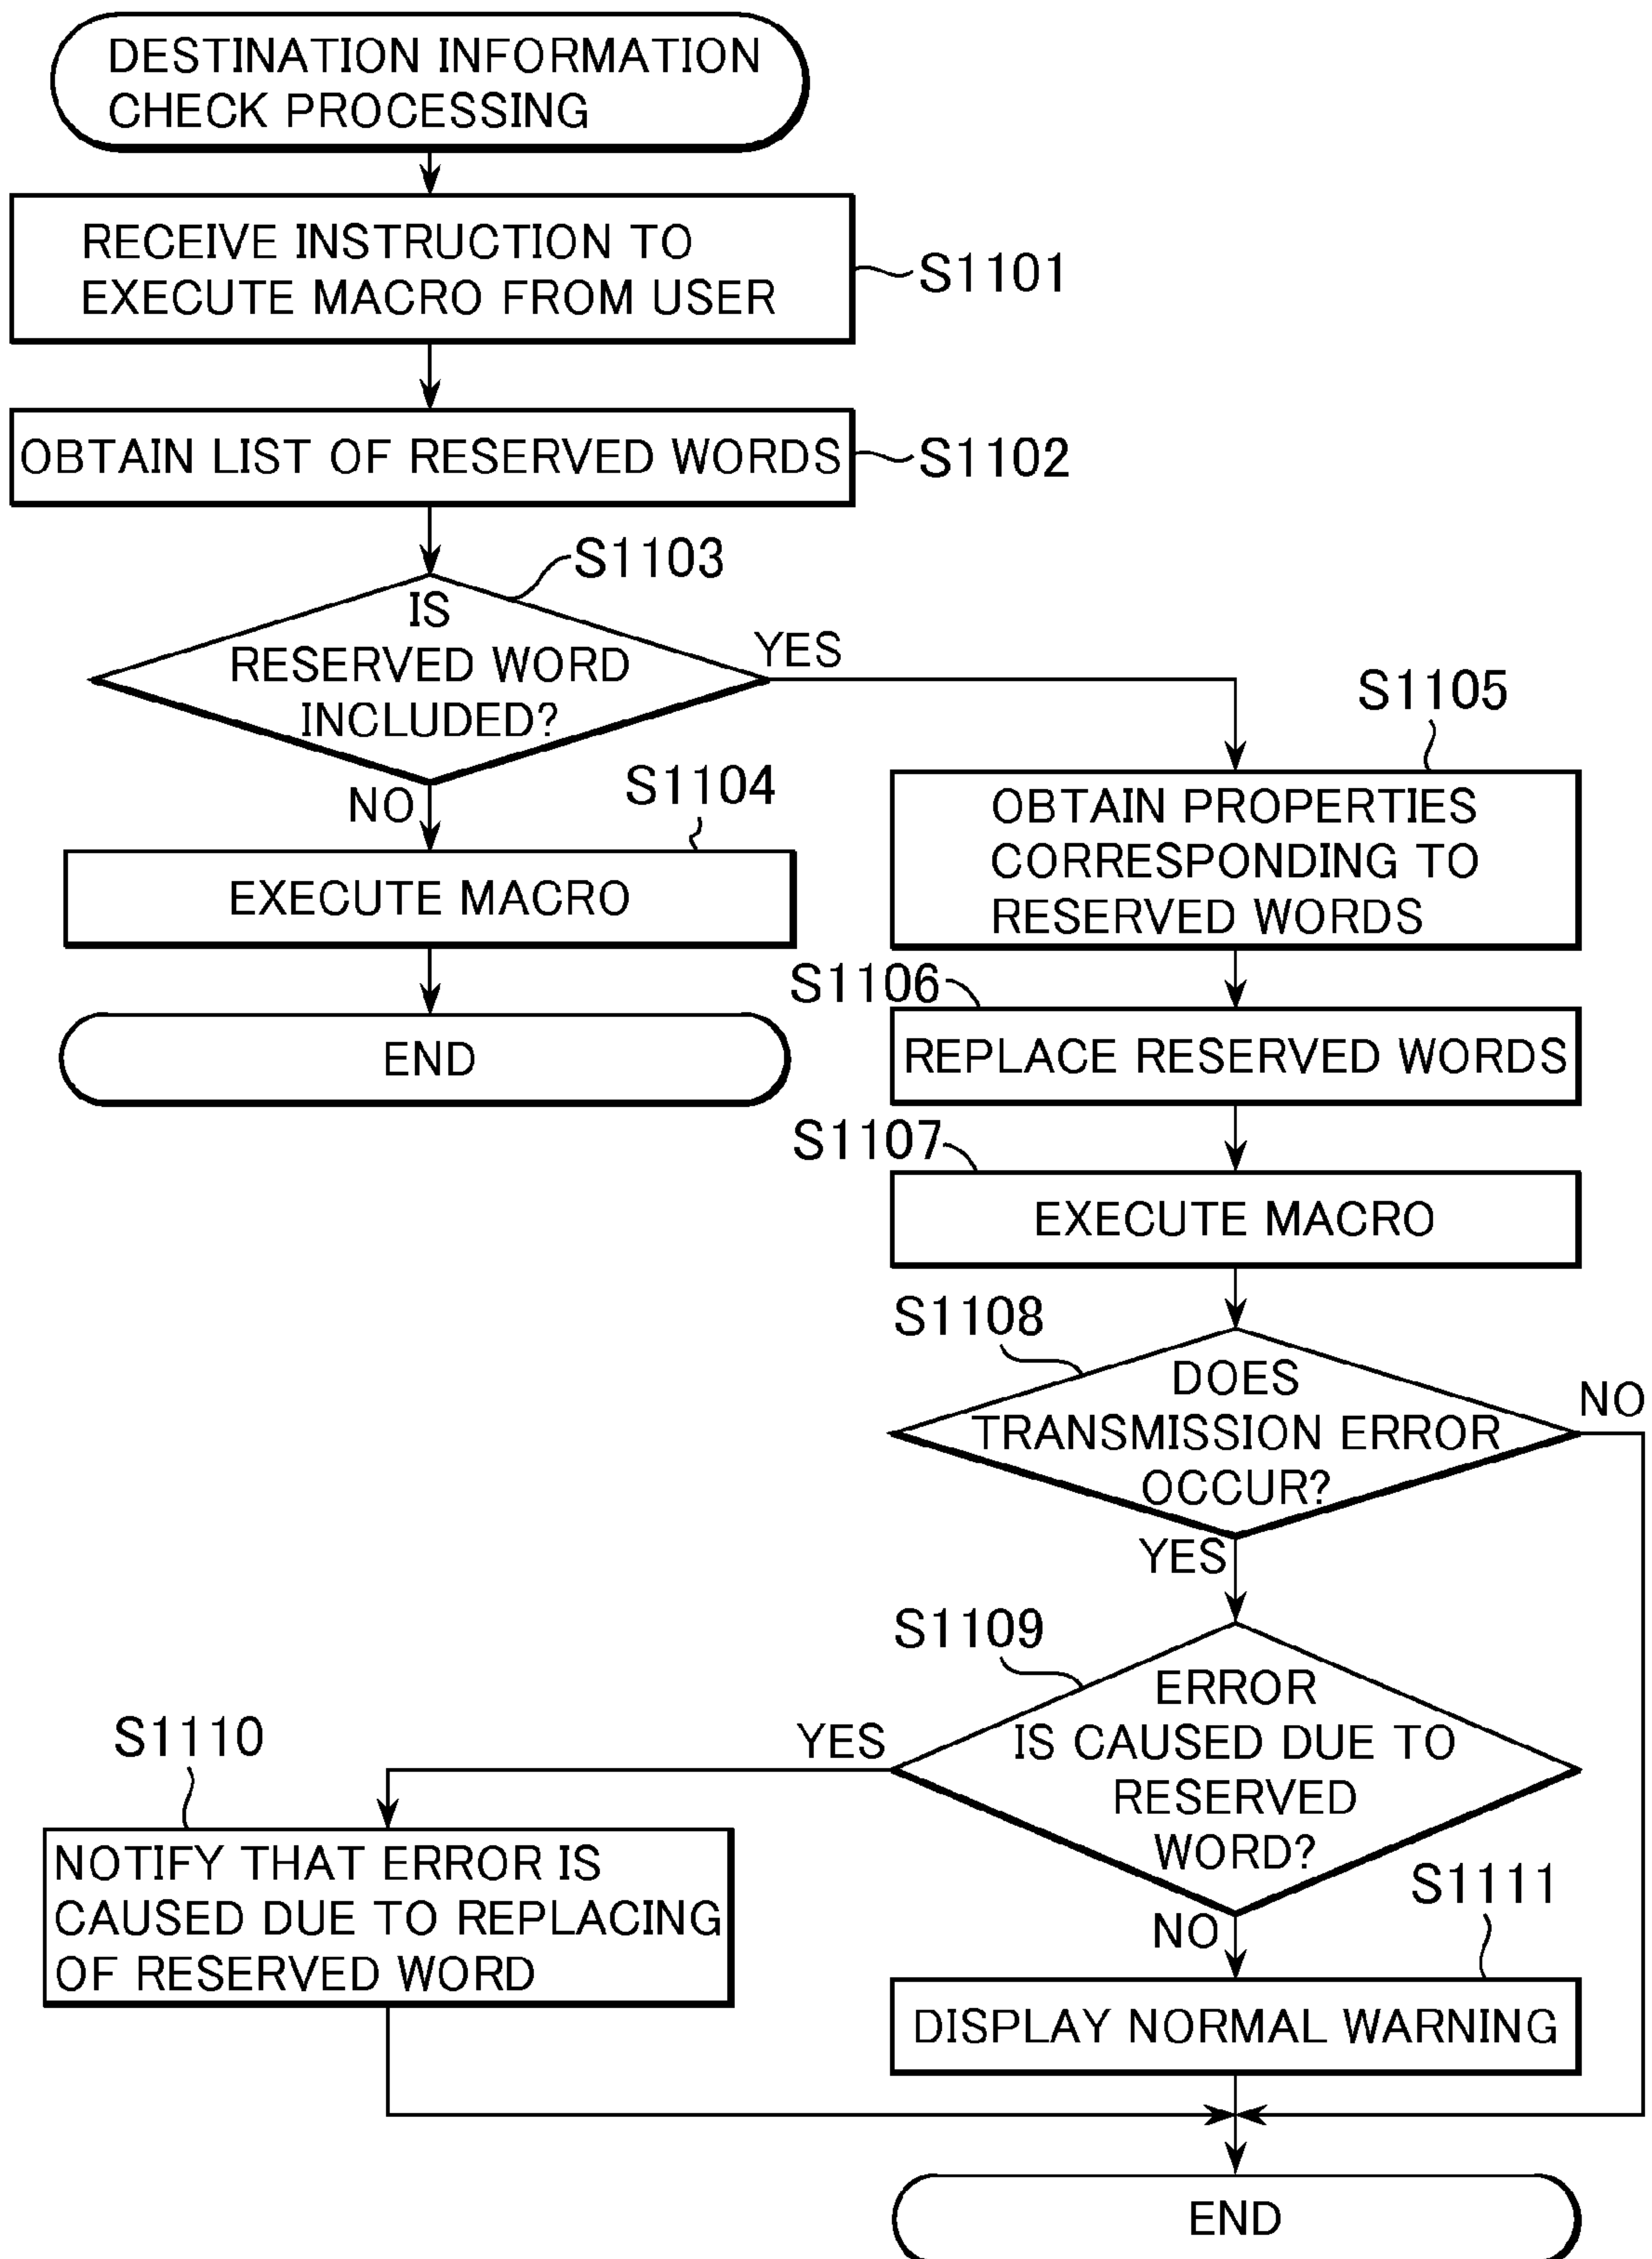 DESTINATION INFORMATION
CHECK PROCESSING
RECEIVE INSTRUCTION TO
EXECUTE MACRO FROM USER
S1101
OBTAIN LIST OF RESERVED WORDS
S1102
S1103
IS
RESERVED WORD
INCLUDED?
YES
NO
S1104
EXECUTE MACRO
END
S1105
OBTAIN PROPERTIES
CORRESPONDING TO
RESERVED WORDS
S1106
REPLACE RESERVED WORDS
S1107
EXECUTE MACRO
S1108
DOES
TRANSMISSION ERROR
OCCUR?
NO
YES
S1109
ERROR
IS CAUSED DUE TO
RESERVED
WORD?
YES
S1110
NOTIFY THAT ERROR IS
CAUSED DUE TO REPLACING
OF RESERVED WORD
NO
S1111
DISPLAY NORMAL WARNING
END